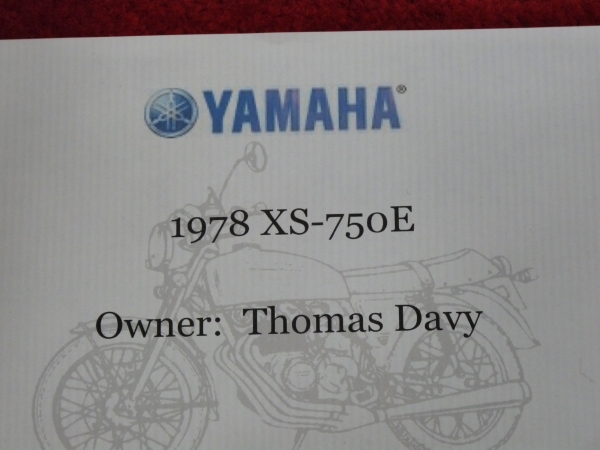 YAMAHA®
1978 XS-750E
Owner: Thomas Davy